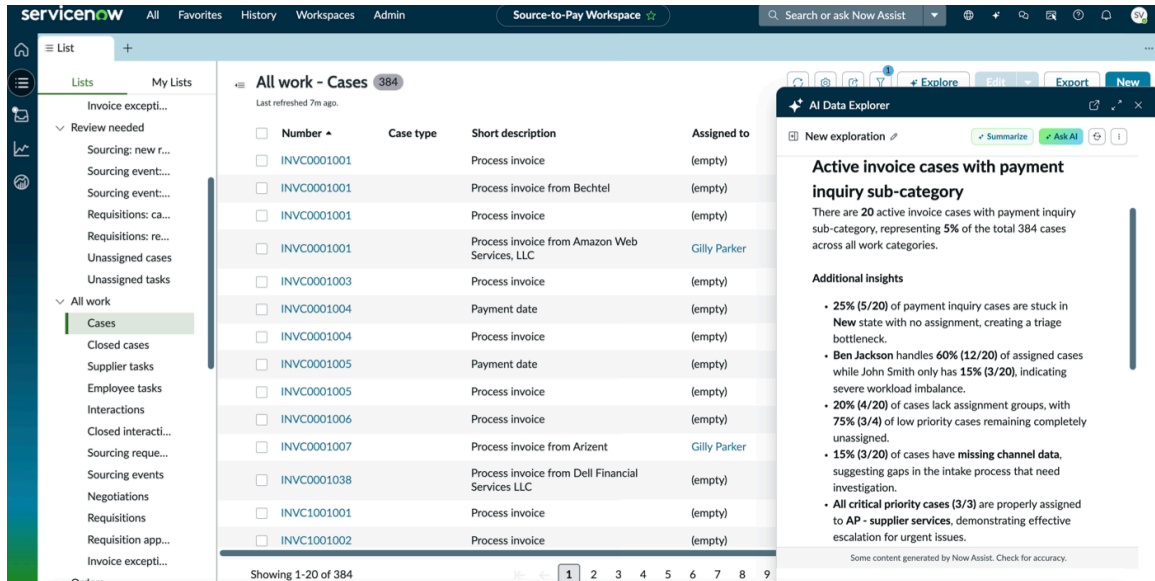 servicenow All Favorites History Workspaces Admin Source-to-Pay Workspace Search or ask Now Assist SV
List +
Lists My Lists
Invoice excepti...
Review needed
Sourcing: new r...
Sourcing event:...
Sourcing event:...
Requisitions: ca...
Requisitions: re...
Unassigned cases
Unassigned tasks
All work
Cases
Closed cases
Supplier tasks
Employee tasks
Interactions
Closed interacti...
Sourcing reque...
Sourcing events
Negotiations
Requisitions
Requisition app...
Invoice excepti...
All work - Cases 384
Last refreshed 7m ago.
1
Explore Edit Export New
Number Case type Short description Assigned to
INVC0001001 Process invoice (empty)
INVC0001001 Process invoice from Bechtel (empty)
INVC0001001 Process invoice (empty)
INVC0001001 Process invoice from Amazon Web
Services, LLC Gilly Parker
INVC0001003 Process invoice (empty)
INVC0001004 Payment date (empty)
INVC0001004 Process invoice (empty)
INVC0001005 Payment date (empty)
INVC0001005 Process invoice (empty)
INVC0001006 Process invoice (empty)
INVC0001007 Process invoice from Arizent Gilly Parker
INVC0001038 Process invoice from Dell Financial
Services LLC (empty)
INVC1001001 Process invoice (empty)
INVC1001002 Process invoice (empty)
Showing 1-20 of 384 1 2 3 4 5 6 7 8 9
AI Data Explorer
New exploration Summarize Ask AI
Active invoice cases with payment
inquiry sub-category
There are 20 active invoice cases with payment inquiry
sub-category, representing 5% of the total 384 cases
across all work categories.
Additional insights
• 25% (5/20) of payment inquiry cases are stuck in
New state with no assignment, creating a triage
bottleneck.
• Ben Jackson handles 60% (12/20) of assigned cases
while John Smith only has 15% (3/20), indicating
severe workload imbalance.
• 20% (4/20) of cases lack assignment groups, with
75% (3/4) of low priority cases remaining completely
unassigned.
• 15% (3/20) of cases have missing channel data,
suggesting gaps in the intake process that need
investigation.
• All critical priority cases (3/3) are properly assigned
to AP - supplier services, demonstrating effective
escalation for urgent issues.
Some content generated by Now Assist. Check for accuracy.